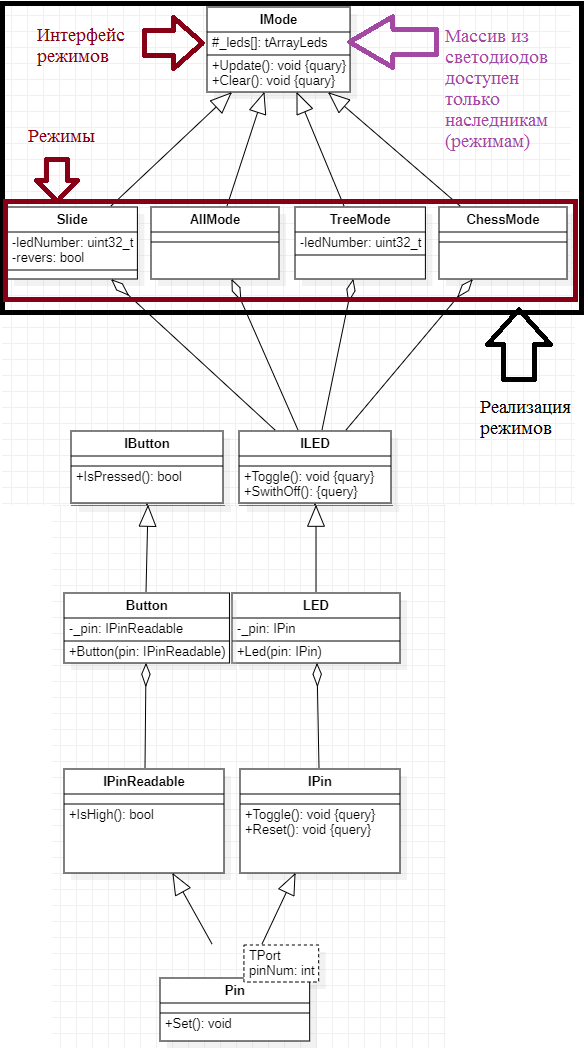 IMode
#_leds[]: tArrayLeds
+Update(): void {quary}
+Clear(): void {quary}
Интерфейс
режимов
Массив из
светодиодов
доступен
только
наследникам
(режимам)
Режимы
Slide
-ledNumber: uint32_t
-revers: bool
AllMode
TreeMode
-ledNumber: uint32_t
ChessMode
Реализация
режимов
IButton
+IsPressed(): bool
ILED
+Toggle(): void {quary}
+SwithOff(): {query}
Button
-_pin: IPinReadable
+Button(pin: IPinReadable)
LED
-_pin: IPin
+Led(pin: IPin)
IPinReadable
+IsHigh(): bool
IPin
+Toggle(): void {query}
+Reset(): void {query}
TPort
pinNum: int
Pin
+Set(): void